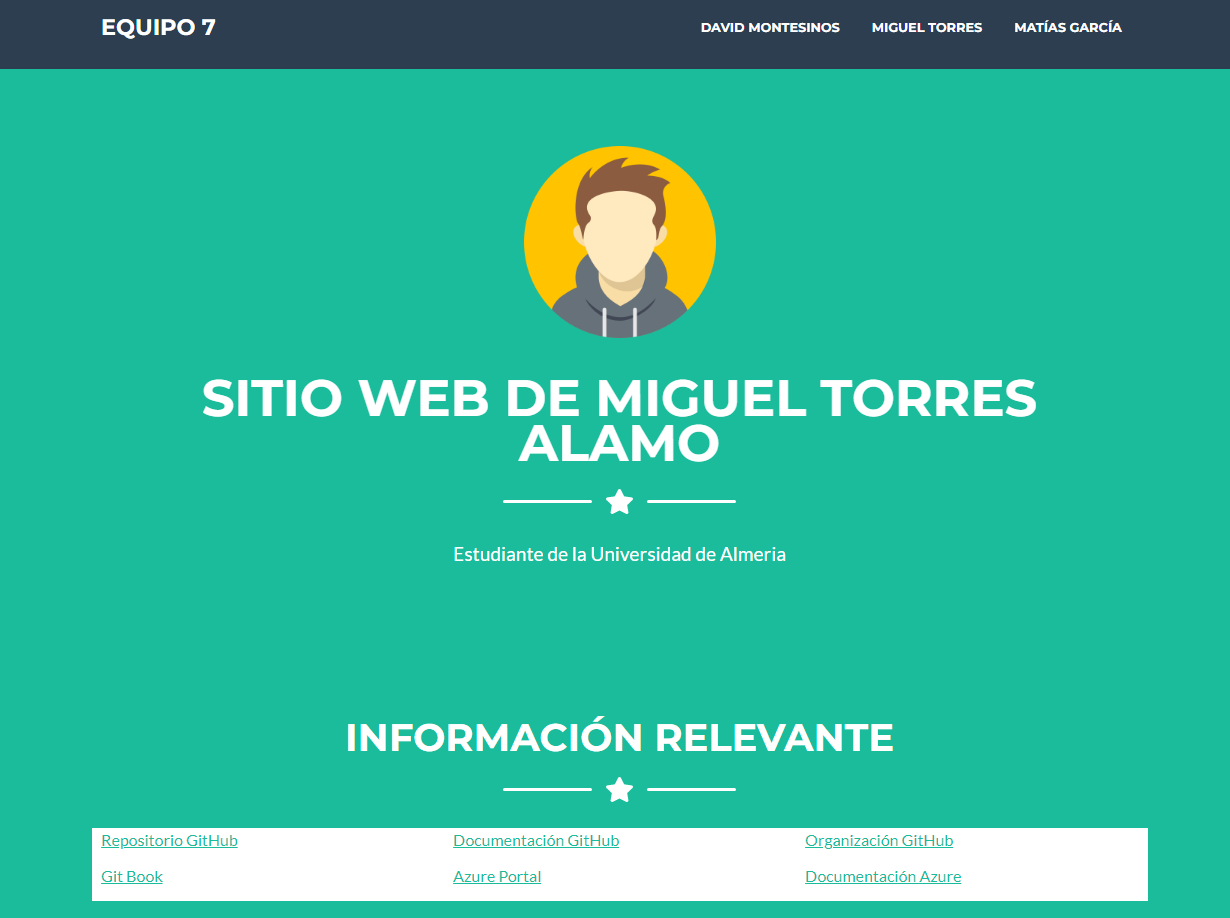 EQUIPO 7
DAVID MONTESINOS MIGUEL TORRES MATÍAS GARCÍA
SITIO WEB DE MIGUEL TORRES
ALAMO
Estudiante de la Universidad de Almeria
INFORMACIÓN RELEVANTE
Repositorio GitHub Documentación GitHub Organización GitHub
Git Book Azure Portal Documentación Azure